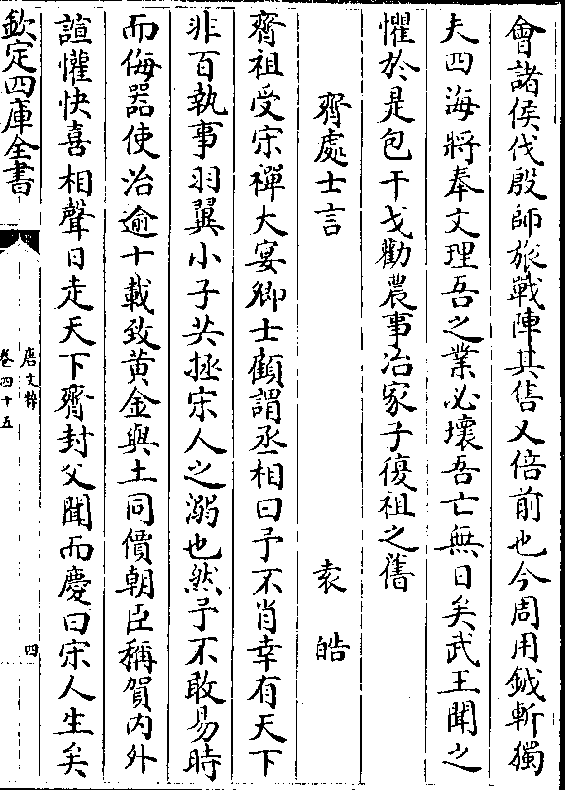 會諸侯伐殷師旅戰陣其售又倍前也今周用鉞斬獨
夫四海將奉文理吾之業必壞吾亡無日矣武王聞之
懼於是包干戈勸農事冶家子復祖之舊
齊處士言　袁皓
齊祖受宋禪大宴卿士顧謂丞相曰予不肖幸有天下
非百執事羽翼小子共拯宋人之溺也然予不敢易時
而侮器使治逾十載致黄金與土同價朝臣稱賀内外
諠懽快喜相聲日走天下齊封父聞而慶曰宋人生矣
欽定四庫全書
唐文粹
卷四十五
四